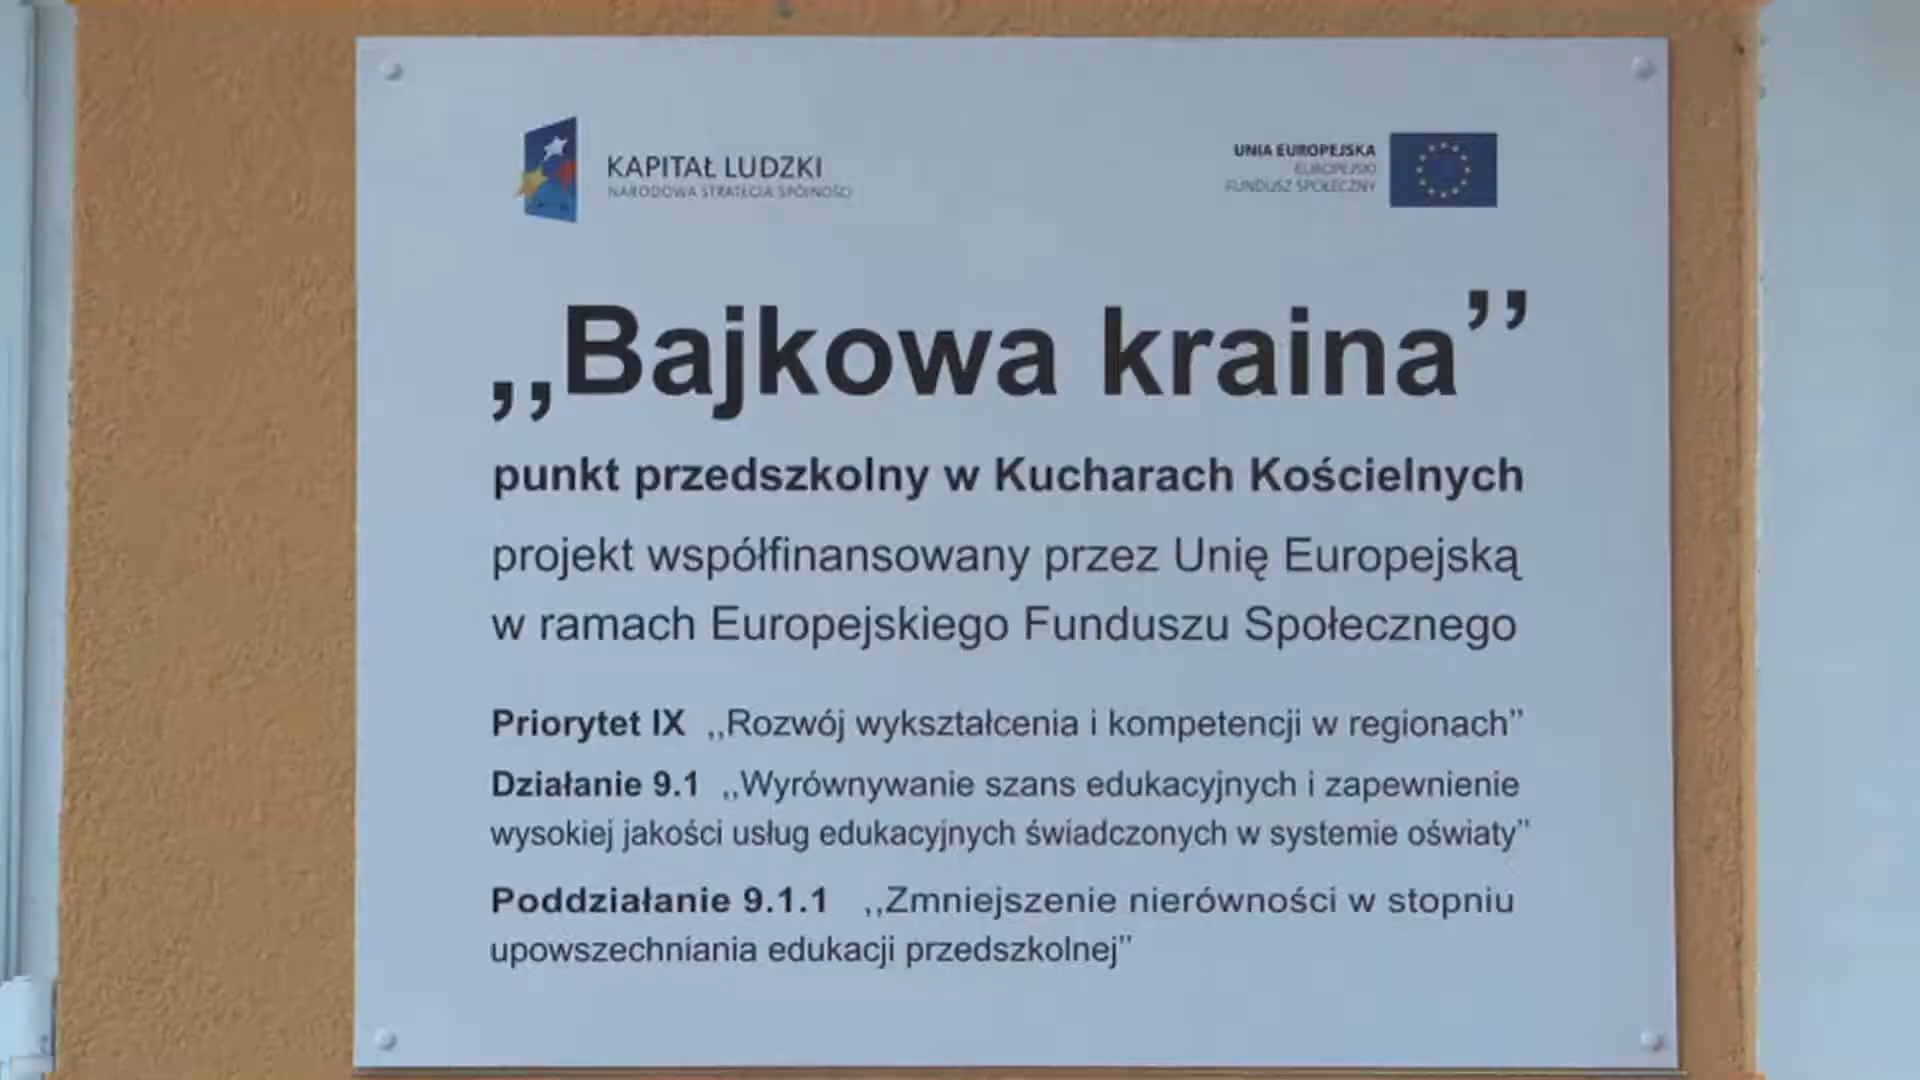 KAPITAŁ LUDZKI
NARODOWA STRATEGIA SPÓJNOŚCI
UNIA EUROPEJSKA
EUROPEJSKI
FUNDUSZ SPOŁECZNY
,,Bajkowa kraina’’
punkt przedszkolny w Kucharach Kościelnych
projekt współfinansowany przez Unię Europejską
w ramach Europejskiego Funduszu Społecznego
Priorytet IX ,,Rozwój wykształcenia i kompetencji w regionach’’
Działanie 9.1 ,,Wyrównywanie szans edukacyjnych i zapewnienie
wysokiej jakości usług edukacyjnych świadczonych w systemie oświaty’’
Poddziałanie 9.1.1 ,,Zmniejszenie nierówności w stopniu
upowszechniania edukacji przedszkolnej’’